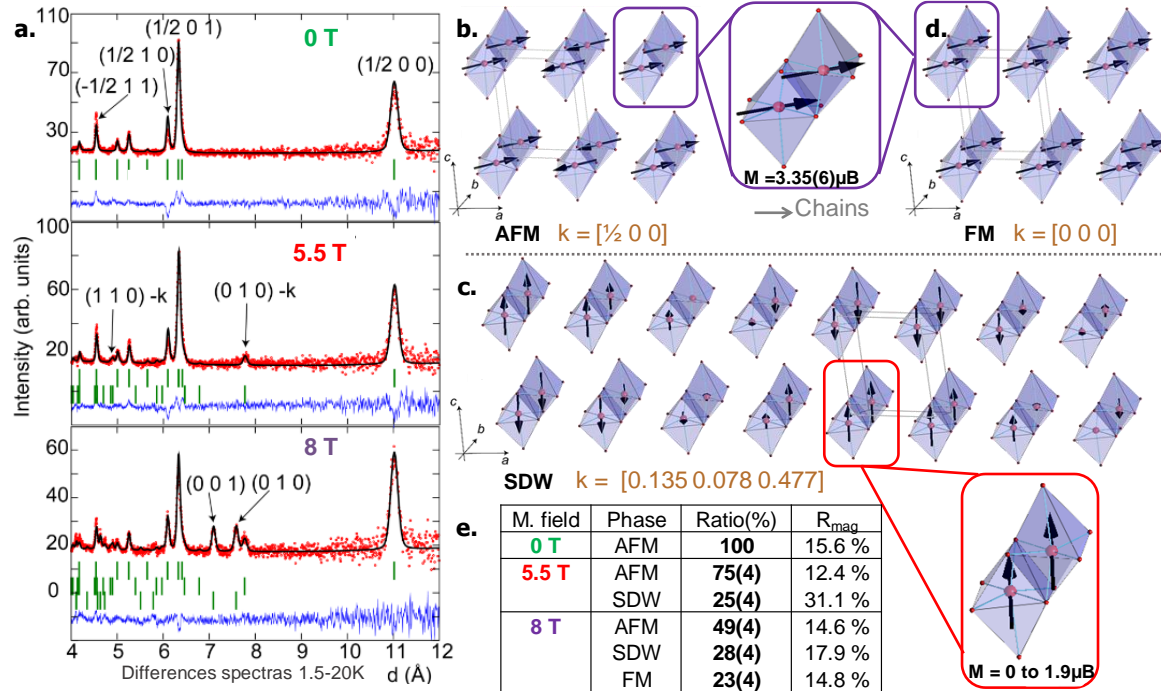 a.
110
90
70
30
0 T
(1/2 0 1)
(1/2 1 0)
(-1/2 1 1)
(1/2 0 0)
100
60
20
5.5 T
(1 1 0) -k
(0 1 0) -k
60
40
20
0
8 T
(0 0 1)
(0 1 0)
Intensity (arb. units)
4 5 6 7 8 9 10 11 12
Differences spectras 1.5-20K d (Å)
b.
M =3.35(6)µB
Chains
c
b
a
AFM k = [½ 0 0]
d.
c
b
a
FM k = [0 0 0]
c.
c
b
a
SDW k = [0.135 0.078 0.477]
M = 0 to 1.9µB
e.
M. field Phase Ratio(%) Rmag
0 T AFM 100 15.6 %
5.5 T AFM 75(4) 12.4 %
SDW 25(4) 31.1 %
8 T AFM 49(4) 14.6 %
SDW 28(4) 17.9 %
FM 23(4) 14.8 %